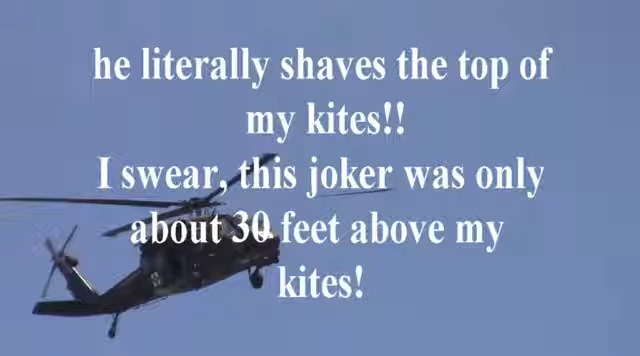 he literally shaves the top of
my kites!!
I swear, this joker was only
about 30 feet above my
kites!